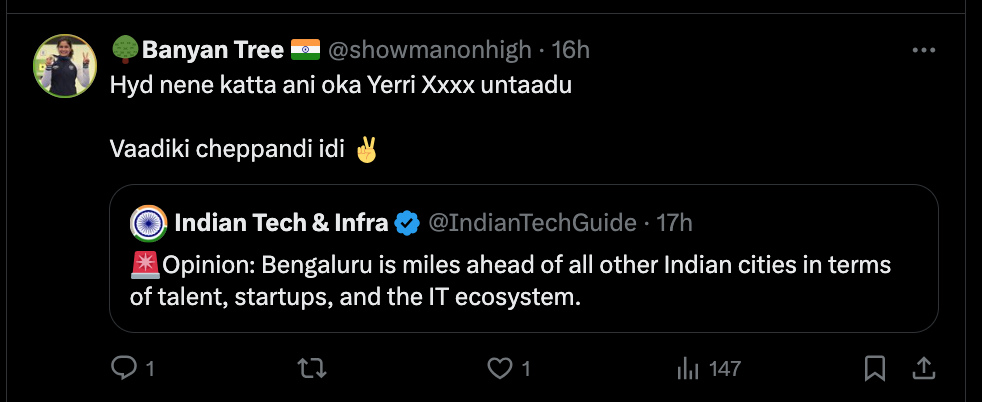 🌳Banyan Tree 🇮🇳 @showmanonhigh · 16h
Hyd nene katta ani oka Yerri Xxxx untaadu
Vaadiki cheppandi idi ✌️
Indian Tech & Infra @IndianTechGuide · 17h
🚨Opinion: Bengaluru is miles ahead of all other Indian cities in terms
of talent, startups, and the IT ecosystem.
1 1 147